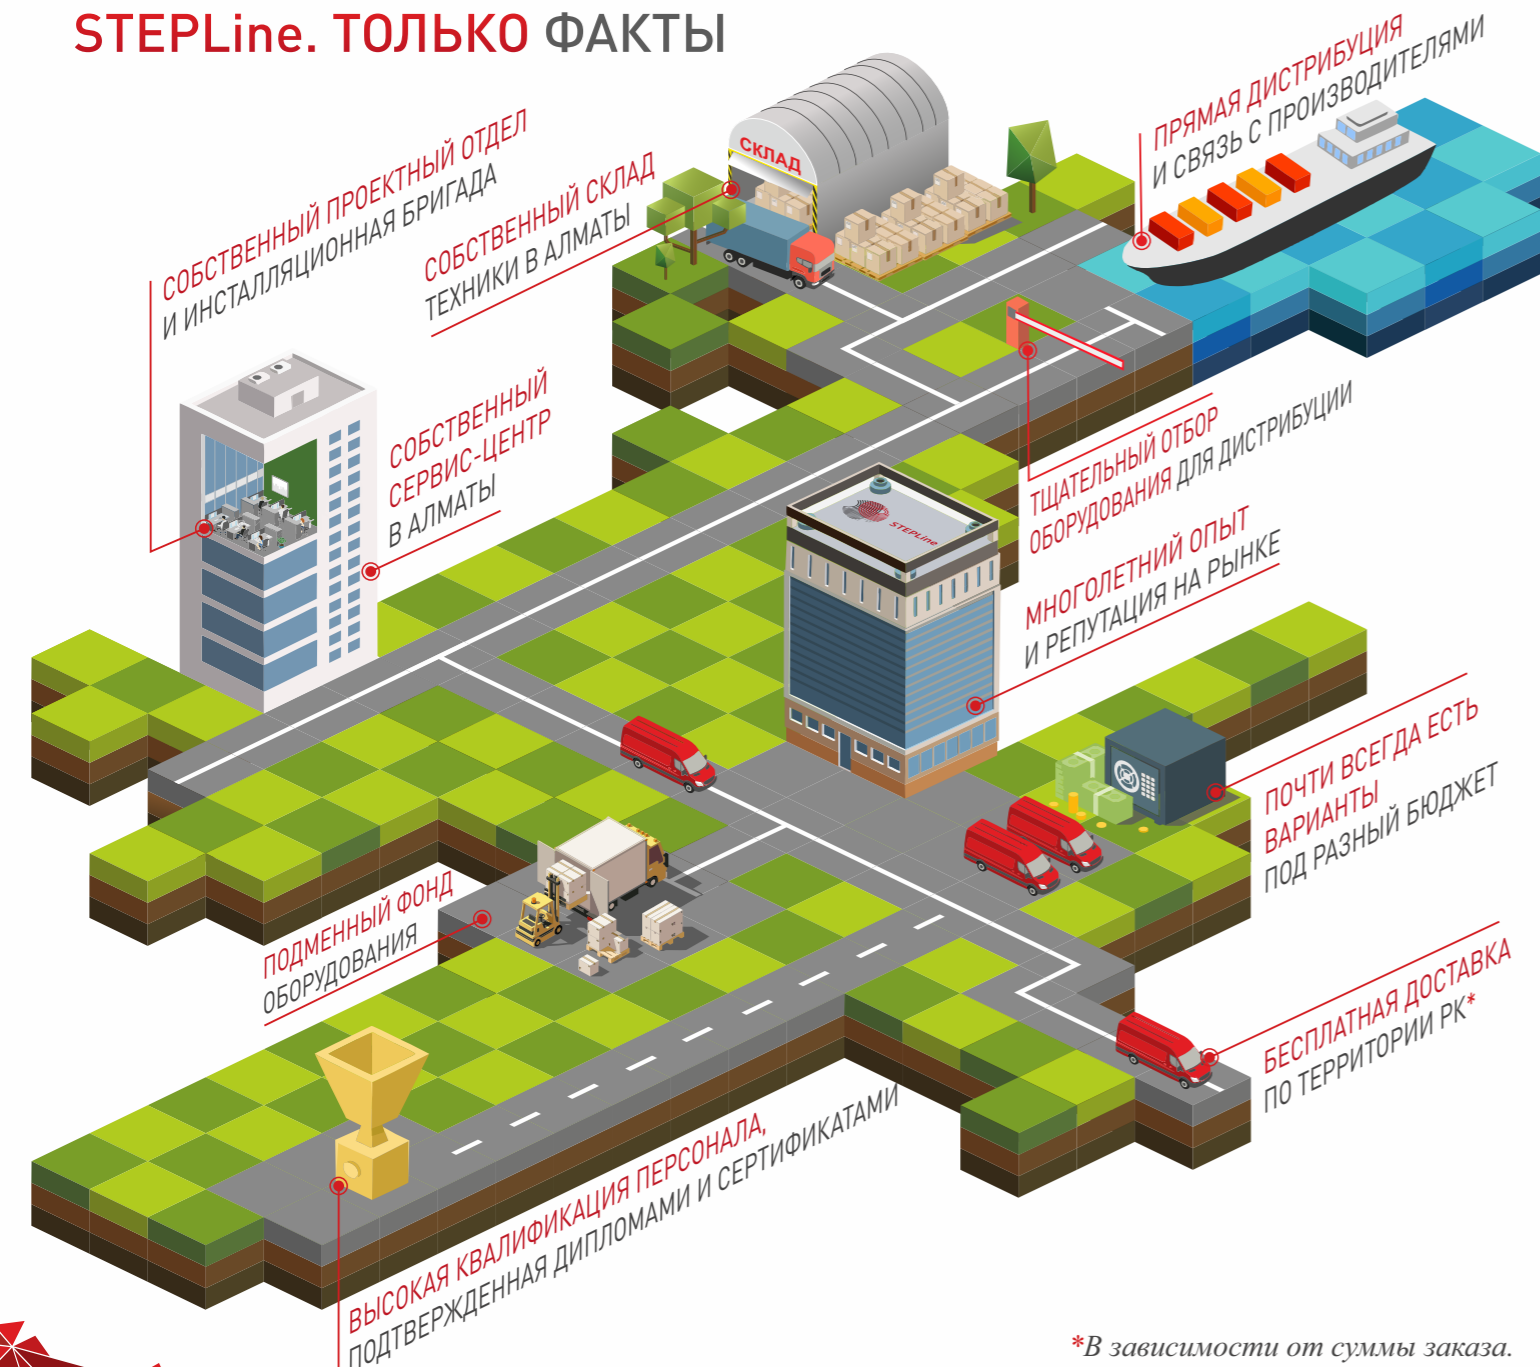 STEPLine. ТОЛЬКО ФАКТЫ
СОБСТВЕННЫЙ ПРОЕКТНЫЙ ОТДЕЛ
И ИНСТАЛЛЯЦИОННАЯ БРИГАДА
СОБСТВЕННЫЙ СКЛАД
ТЕХНИКИ В АЛМАТЫ
СКЛАД
ПРЯМАЯ ДИСТРИБУЦИЯ
И СВЯЗЬ С ПРОИЗВОДИТЕЛЯМИ
СОБСТВЕННЫЙ
СЕРВИС-ЦЕНТР
В АЛМАТЫ
ТЩАТЕЛЬНЫЙ ОТБОР
ОБОРУДОВАНИЯ ДЛЯ ДИСТРИБУЦИИ
STEPLine
МНОГОЛЕТНИЙ ОПЫТ
И РЕПУТАЦИЯ НА РЫНКЕ
ПОЧТИ ВСЕГДА ЕСТЬ
ВАРИАНТЫ
ПОД РАЗНЫЙ БЮДЖЕТ
ПОДМЕННЫЙ ФОНД
ОБОРУДОВАНИЯ
БЕСПЛАТНАЯ ДОСТАВКА
ПО ТЕРРИТОРИИ РК*
ВЫСОКАЯ КВАЛИФИКАЦИЯ ПЕРСОНАЛА,
ПОДТВЕРЖДЕННАЯ ДИПЛОМАМИ И СЕРТИФИКАТАМИ
*В зависимости от суммы заказа.